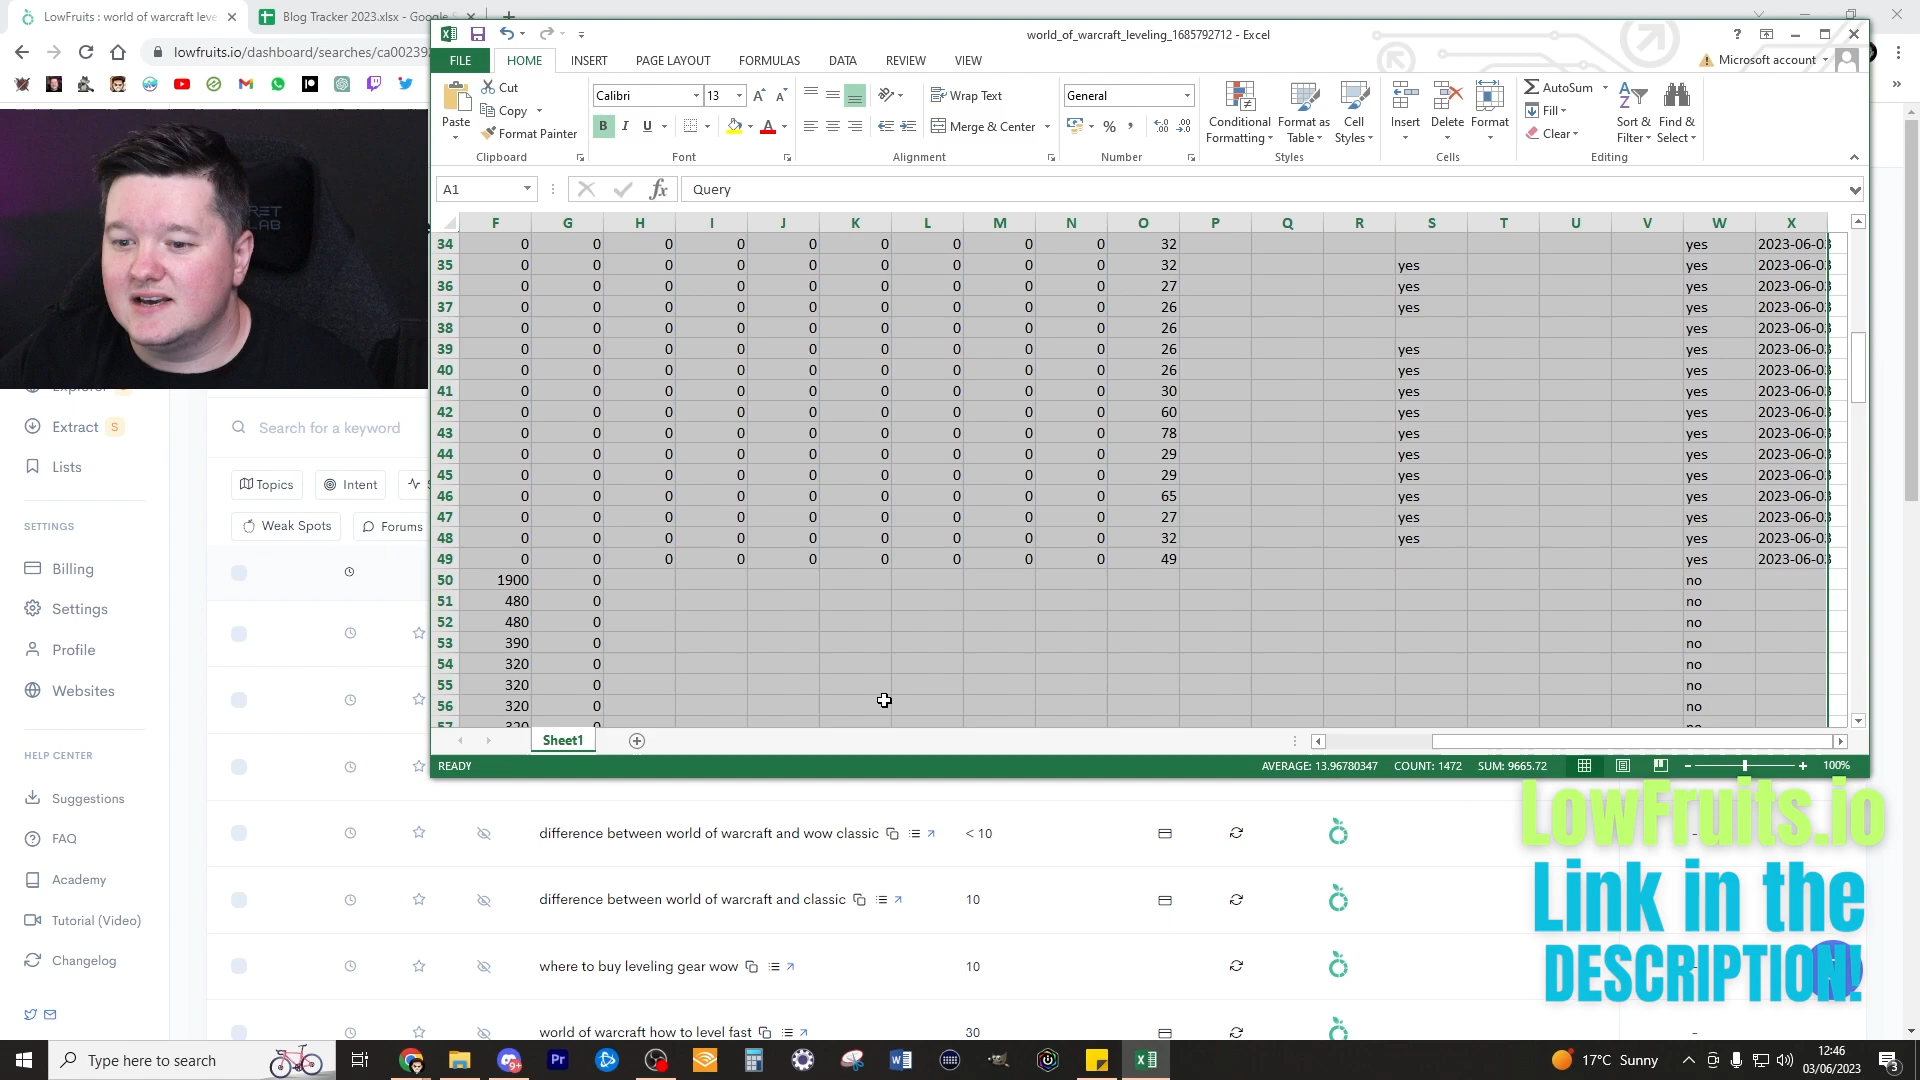 LowFruits : world of warcraft leve
Blog Tracker 2023.xlsx - Google S
lowfruits.io/dashboard/searches/ca00239
world_of_warcraft_leveling_1685792712 - Excel
FILE HOME INSERT PAGE LAYOUT FORMULAS DATA REVIEW VIEW
Microsoft account
Paste
Cut
Copy
Format Painter
Calibri 13
B I U
Wrap Text
Merge & Center
General
Conditional Formatting
Format as Table
Cell Styles
Insert Delete Format
AutoSum
Fill
Clear
Sort & Filter
Find & Select
Clipboard Font Alignment Number Styles Cells Editing
A1
Query
F G H I J K L M N O P Q R S T U V W X
34 0 0 0 0 0 0 0 0 0 32 yes 2023-06-03
35 0 0 0 0 0 0 0 0 0 32 yes yes 2023-06-03
36 0 0 0 0 0 0 0 0 0 27 yes yes 2023-06-03
37 0 0 0 0 0 0 0 0 0 26 yes yes 2023-06-03
38 0 0 0 0 0 0 0 0 0 26 yes 2023-06-03
39 0 0 0 0 0 0 0 0 0 26 yes yes 2023-06-03
40 0 0 0 0 0 0 0 0 0 26 yes yes 2023-06-03
41 0 0 0 0 0 0 0 0 0 30 yes yes 2023-06-03
42 0 0 0 0 0 0 0 0 0 60 yes yes 2023-06-03
43 0 0 0 0 0 0 0 0 0 78 yes yes 2023-06-03
44 0 0 0 0 0 0 0 0 0 29 yes yes 2023-06-03
45 0 0 0 0 0 0 0 0 0 29 yes yes 2023-06-03
46 0 0 0 0 0 0 0 0 0 65 yes yes 2023-06-03
47 0 0 0 0 0 0 0 0 0 27 yes yes 2023-06-03
48 0 0 0 0 0 0 0 0 0 32 yes yes 2023-06-03
49 0 0 0 0 0 0 0 0 0 49 yes 2023-06-03
50 1900 0 no
51 480 0 no
52 480 0 no
53 390 0 no
54 320 0 no
55 320 0 no
56 320 0 no
57 320 0 no
Sheet1
READY
AVERAGE: 13.96780347 COUNT: 1472 SUM: 9665.72
100%
Extract S
Lists
SETTINGS
Billing
Settings
Profile
Websites
HELP CENTER
Suggestions
FAQ
Academy
Tutorial (Video)
Changelog
Search for a keyword
Topics Intent
Weak Spots Forums
difference between world of warcraft and wow classic < 10
difference between world of warcraft and classic 10
where to buy leveling gear wow 10
world of warcraft how to level fast 30
LowFruits.io
Link in the
DESCRIPTION!
Type here to search
17°C Sunny
12:46
03/06/2023